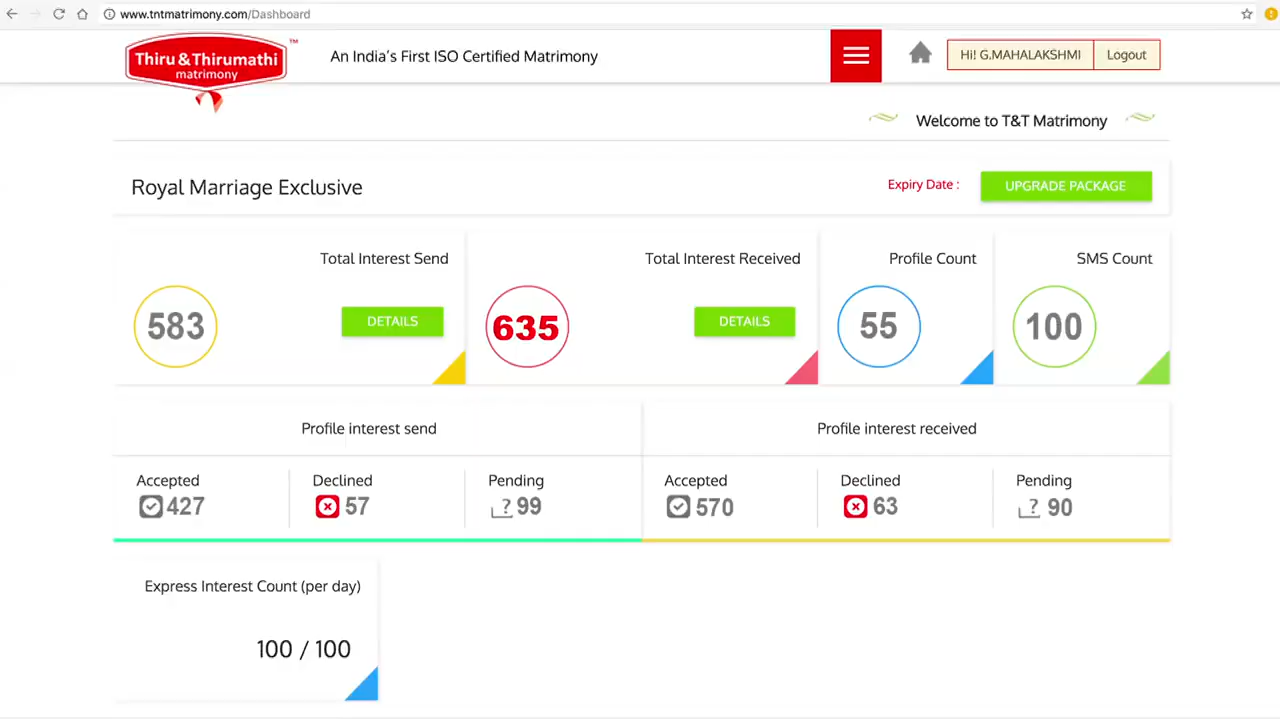 www.tntmatrimony.com/Dashboard
Thiru & Thirumathi
matrimony
TM
An India's First ISO Certified Matrimony
Hi! G.MAHALAKSHMI
Logout
Welcome to T&T Matrimony
Royal Marriage Exclusive
Expiry Date :
UPGRADE PACKAGE
Total Interest Send
583
DETAILS
Total Interest Received
635
DETAILS
Profile Count
55
SMS Count
100
Profile interest send
Profile interest received
Accepted
427
Declined
57
Pending
? 99
Accepted
570
Declined
63
Pending
? 90
Express Interest Count (per day)
100 / 100